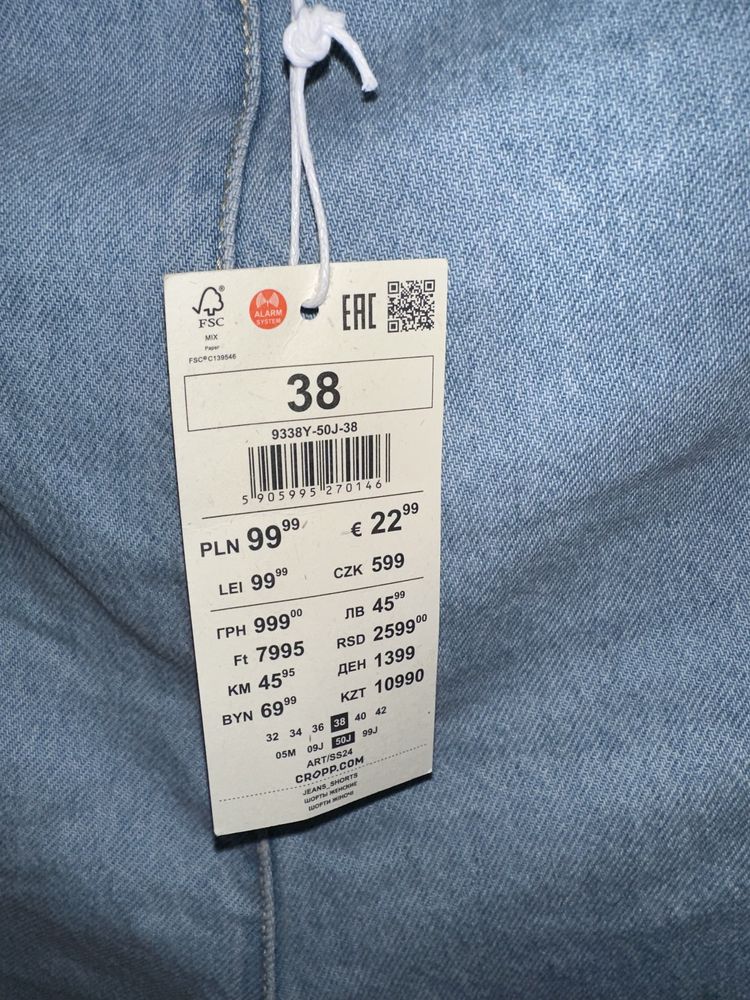 FSC
MIX
Paper
FSC® C139546
ALARM
SYSTEM
EAC
38
9338Y-50J-38
5 905995 270146
PLN 99⁹⁹ € 22⁹⁹
LEI 99⁹⁹ CZK 599
ГРН 999⁰⁰ ЛВ 45⁹⁹
Ft 7995 RSD 2599⁰⁰
KM 45⁹⁵ ДЕН 1399
BYN 69⁹⁹ KZT 10990
32 34 36 38 40 42
05M 09J 50J 99J
ART/SS24
CROPP.COM
JEANS_SHORTS
ШОРТЫ ЖЕНСКИЕ
ШОРТИ ЖІНОЧІ